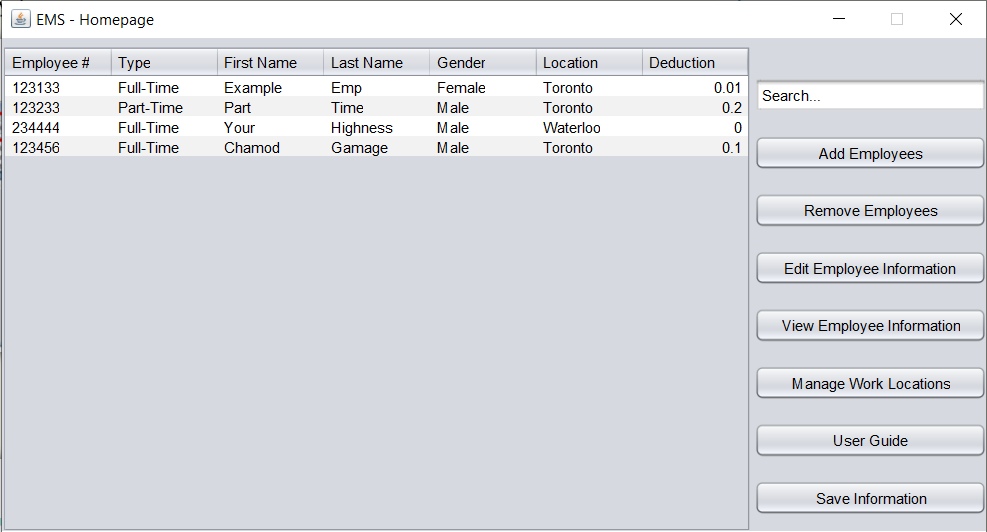 EMS - Homepage
Employee # Type First Name Last Name Gender Location Deduction
123133 Full-Time Example Emp Female Toronto 0.01
123233 Part-Time Part Time Male Toronto 0.2
234444 Full-Time Your Highness Male Waterloo 0
123456 Full-Time Chamod Gamage Male Toronto 0.1
Search...
Add Employees
Remove Employees
Edit Employee Information
View Employee Information
Manage Work Locations
User Guide
Save Information